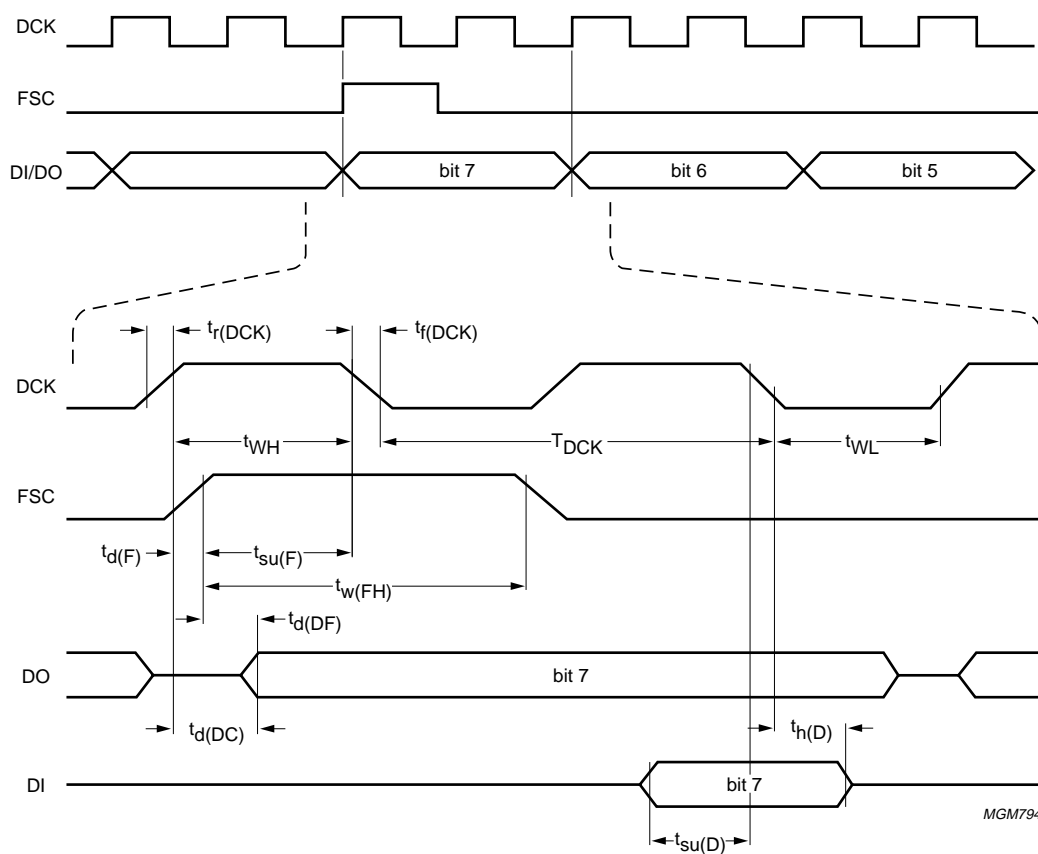 DCK
FSC
DI/DO
bit 7
bit 6
bit 5
tr(DCK)
tf(DCK)
DCK
tWH
TDCK
tWL
FSC
td(F)
tsu(F)
tw(FH)
td(DF)
DO
bit 7
td(DC)
th(D)
DI
bit 7
MGM794
tsu(D)